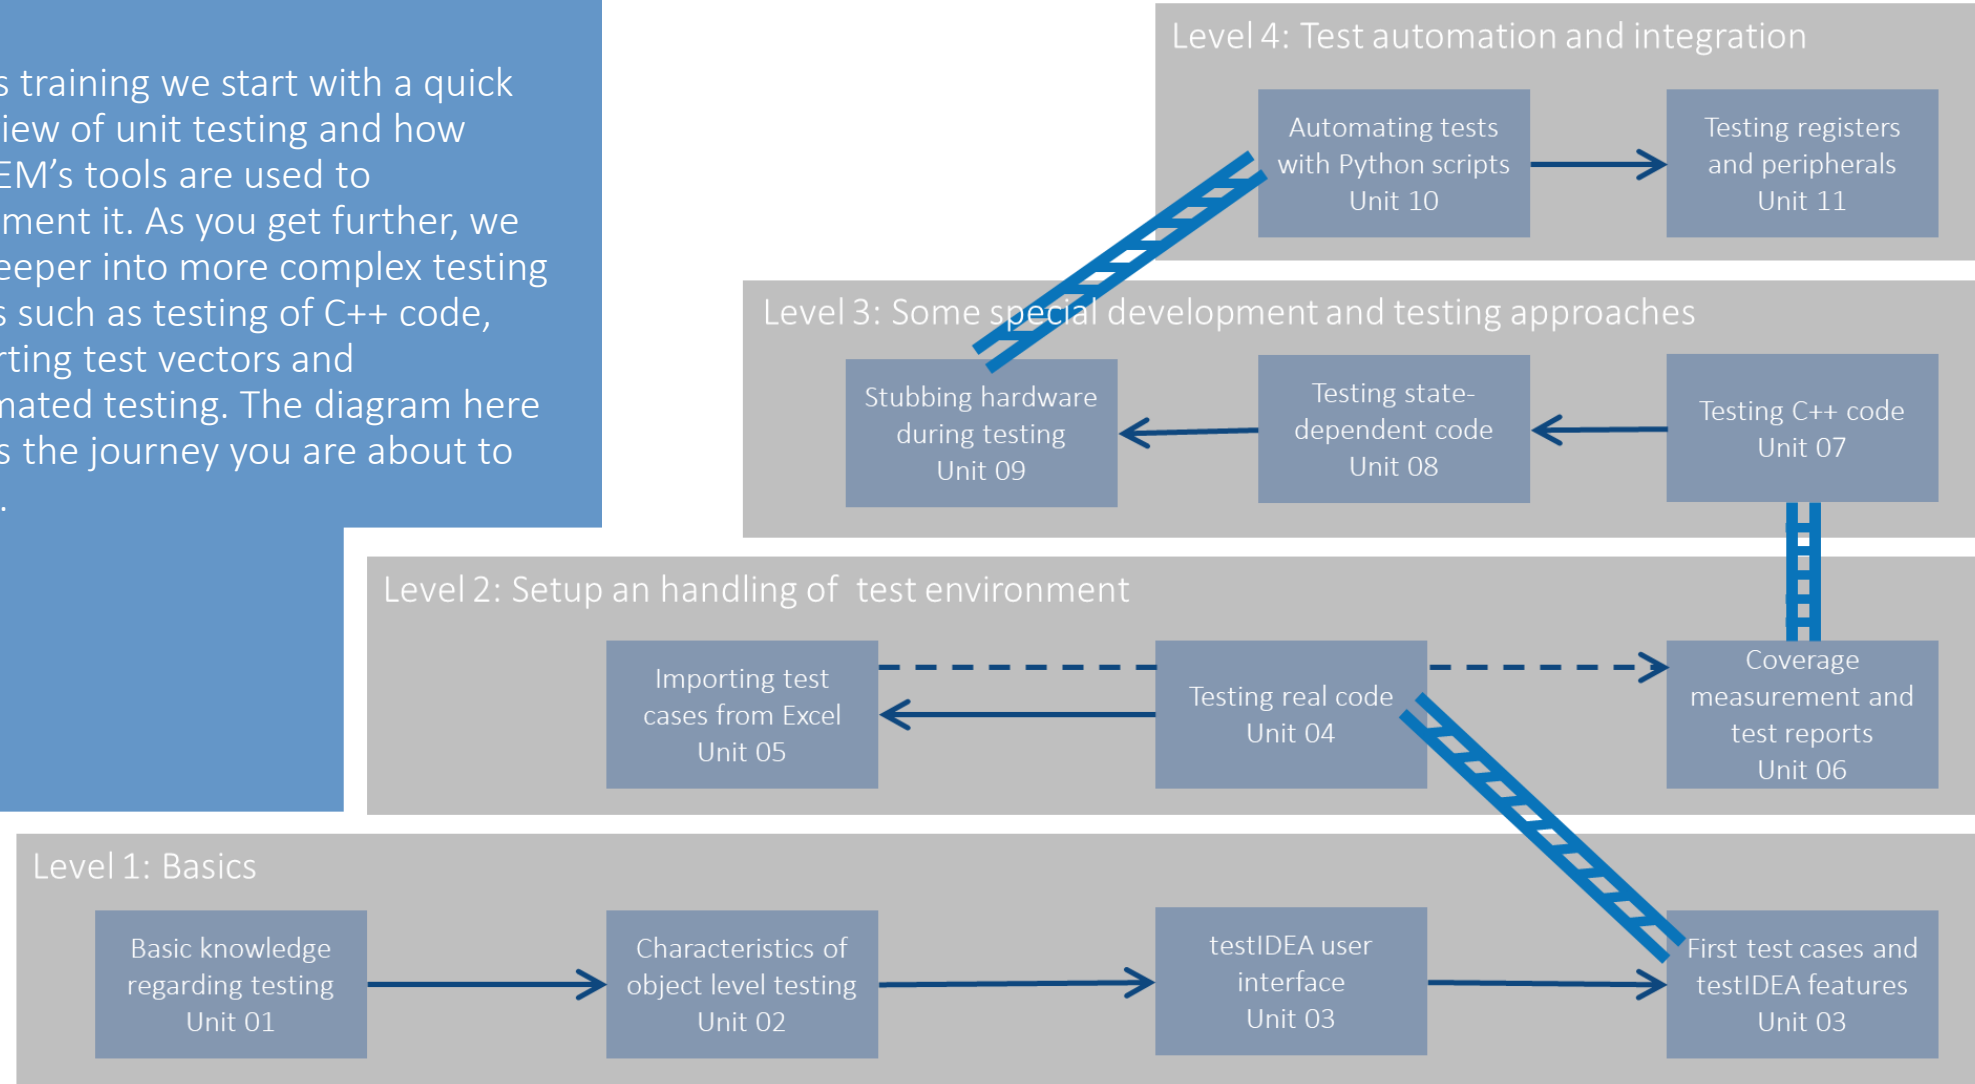 s training we start with a quick
view of unit testing and how
EM’s tools are used to
ment it. As you get further, we
eeper into more complex testing
s such as testing of C++ code,
rting test vectors and
mated testing. The diagram here
s the journey you are about to
.
Level 4: Test automation and integration
Automating tests
with Python scripts
Unit 10
Testing registers
and peripherals
Unit 11
Level 3: Some special development and testing approaches
Stubbing hardware
during testing
Unit 09
Testing state-
dependent code
Unit 08
Testing C++ code
Unit 07
Level 2: Setup an handling of  test environment
Importing test
cases from Excel
Unit 05
Testing real code
Unit 04
Coverage
measurement and
test reports
Unit 06
Level 1: Basics
Basic knowledge
regarding testing
Unit 01
Characteristics of
object level testing
Unit 02
testIDEA user
interface
Unit 03
First test cases and
testIDEA features
Unit 03